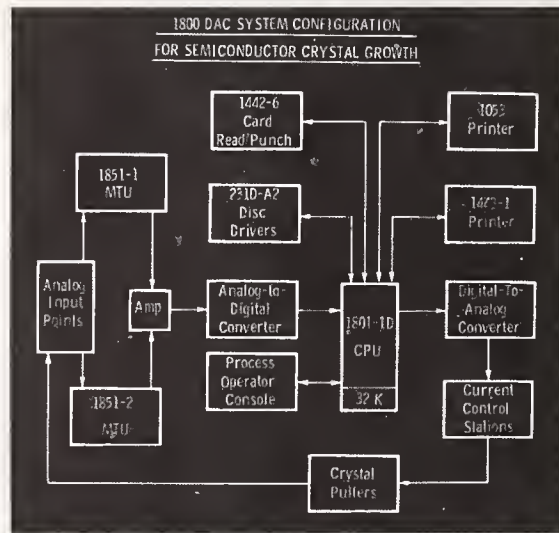 1800 DAC SYSTEM CONFIGURATION
FOR SEMICONDUCTOR CRYSTAL GROWTH
1442-6
Card
Read/Punch
1053
Printer
1851-1
MTU
231D-A2
Disc
Drivers
1443-1
Printer
Analog
Input
Points
Amp
Analog-to-
Digital
Converter
1801-1D
CPU
32 K
Digital-To-
Analog
Converter
Process
Operator
Console
1851-2
MTU
Current
Control
Stations
Crystal
Pullers